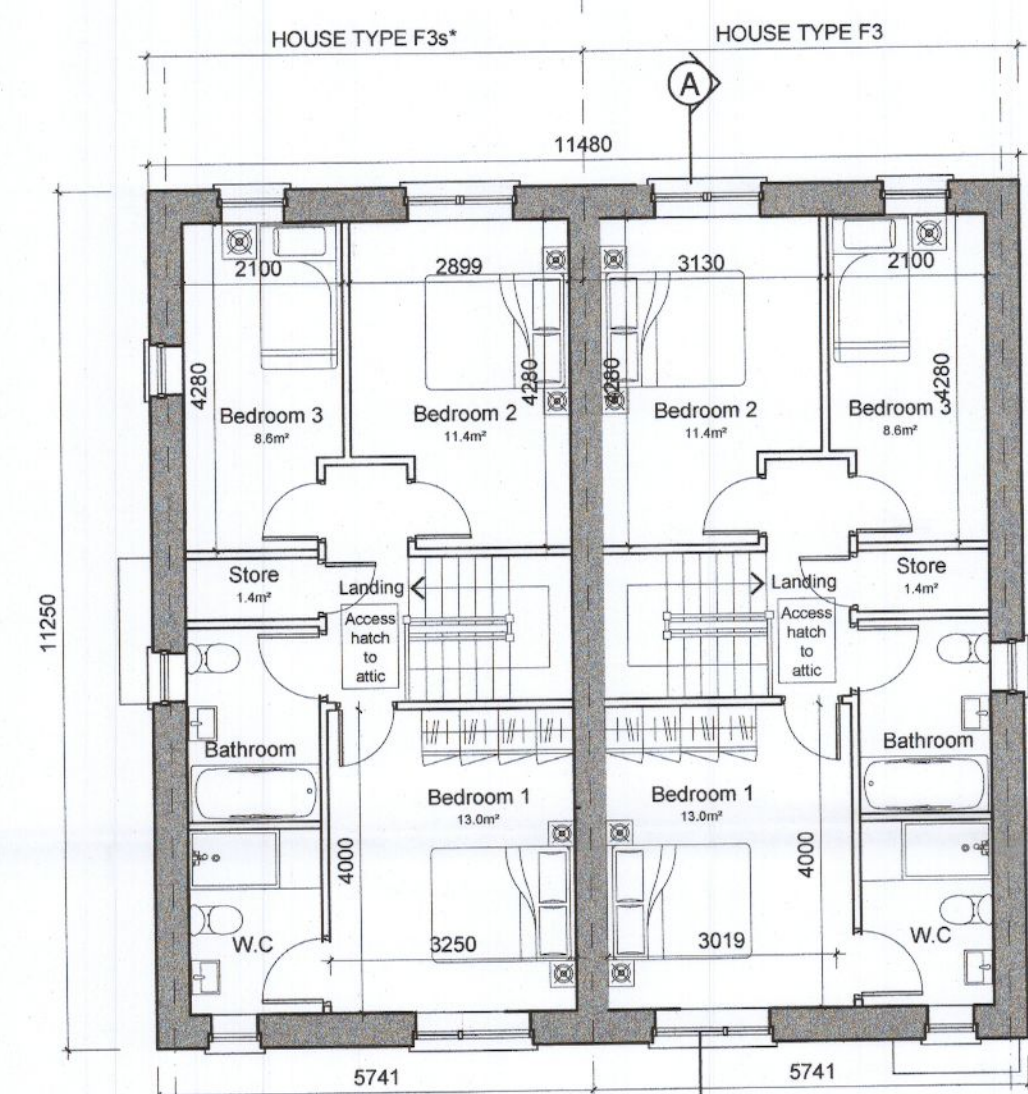 HOUSE TYPE F3s*
HOUSE TYPE F3
A
11480
2100
2899
3130
2100
4280
4280
4280
4280
Bedroom 3
8.6m²
Bedroom 2
11.4m²
Bedroom 2
11.4m²
Bedroom 3
8.6m²
Store
1.4m²
Landing
Landing
Store
1.4m²
Access
hatch
to
attic
Access
hatch
to
attic
11250
Bathroom
Bathroom
Bedroom 1
13.0m²
Bedroom 1
13.0m²
4000
4000
W.C
3250
3019
W.C
5741
5741